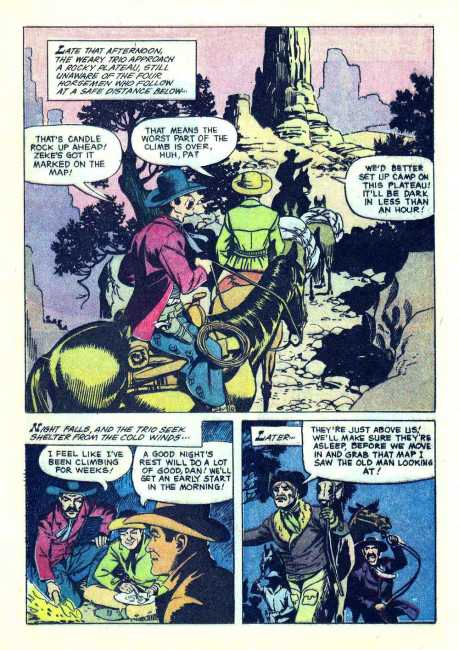 LATE THAT AFTERNOON,
THE WEARY TRIO APPROACH
A ROCKY PLATEAU, STILL
UNAWARE OF THE FOUR
HORSEMEN WHO FOLLOW
AT A SAFE DISTANCE BELOW--
THAT'S CANDLE
ROCK UP AHEAD!
ZEKE'S GOT IT
MARKED ON THE
MAP!
THAT MEANS THE
WORST PART OF THE
CLIMB IS OVER,
HUH, PA?
WE'D BETTER
SET UP CAMP ON
THIS PLATEAU!
IT'LL BE DARK
IN LESS THAN
AN HOUR!
NIGHT FALLS, AND THE TRIO SEEK
SHELTER FROM THE COLD WINDS---
I FEEL LIKE I'VE
BEEN CLIMBING
FOR WEEKS!
A GOOD NIGHT'S
REST WILL DO A LOT
OF GOOD, DAN! WE'LL
GET AN EARLY START
IN THE MORNING!
LATER--
THEY'RE JUST ABOVE US!
WE'LL MAKE SURE THEY'RE
ASLEEP, BEFORE WE MOVE
IN AND GRAB THAT MAP I
SAW THE OLD MAN LOOKING
AT!